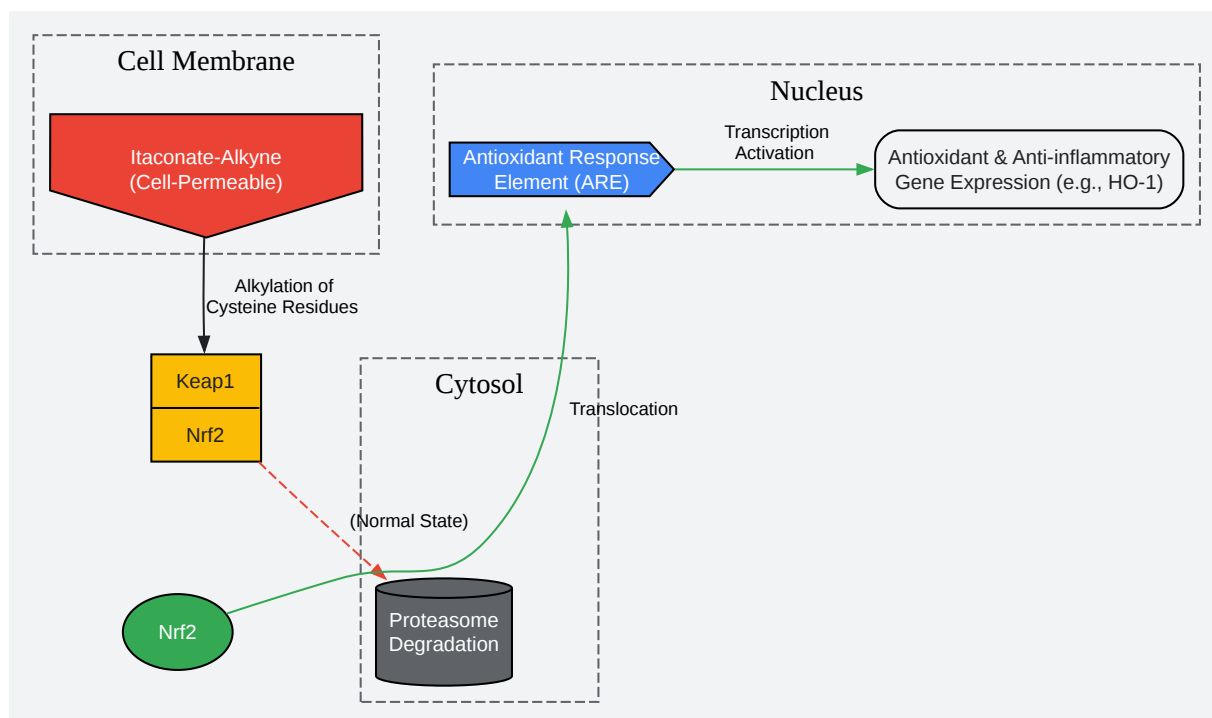 Cell Membrane
Itaconate-Alkyne
(Cell-Permeable)
Nucleus
Antioxidant Response
Element (ARE)
Transcription
Activation
Antioxidant & Anti-inflammatory
Gene Expression (e.g., HO-1)
Alkylation of
Cysteine Residues
Keap1
Nrf2
Cytosol
Translocation
(Normal State)
Nrf2
Proteasome
Degradation